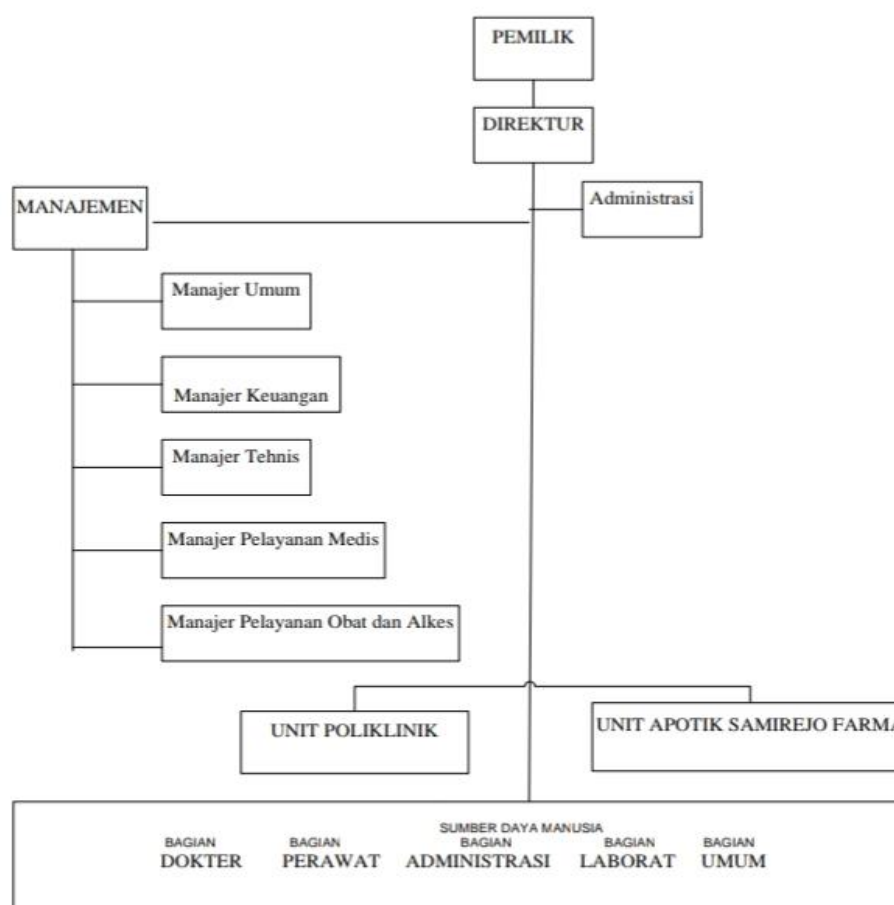 PEMILIK
DIREKTUR
Administrasi
MANAJEMEN
Manajer Umum
Manajer Keuangan
Manajer Tehnis
Manajer Pelayanan Medis
Manajer Pelayanan Obat dan Alkes
UNIT POLIKLINIK
UNIT APOTIK SAMIREJO FARMA
SUMBER DAYA MANUSIA
BAGIAN BAGIAN BAGIAN BAGIAN BAGIAN
DOKTER PERAWAT ADMINISTRASI LABORAT UMUM